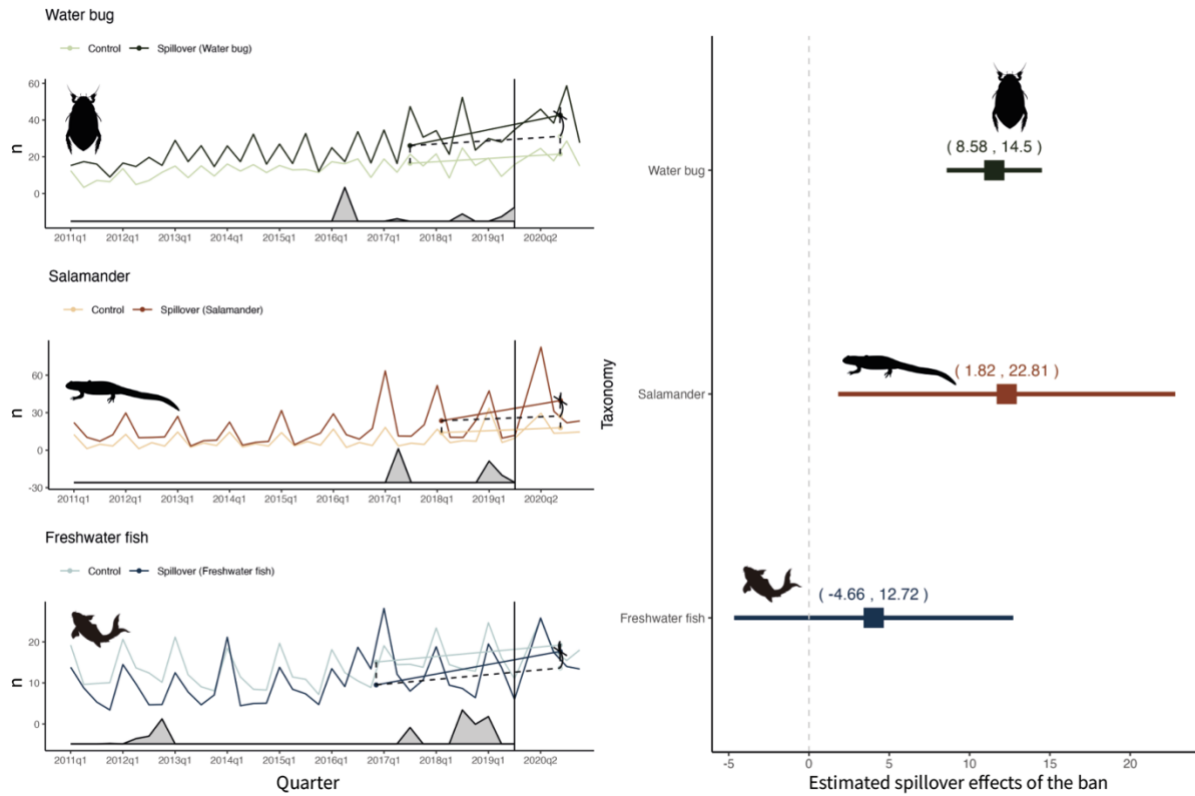 Water bug
Control Spillover (Water bug)
60
40
20
0
n
2011q1 2012q1 2013q1 2014q1 2015q1 2016q1 2017q1 2018q1 2019q1 2020q2
Salamander
Control Spillover (Salamander)
60
30
0
-30
n
2011q1 2012q1 2013q1 2014q1 2015q1 2016q1 2017q1 2018q1 2019q1 2020q2
Freshwater fish
Control Spillover (Freshwater fish)
20
10
0
n
2011q1 2012q1 2013q1 2014q1 2015q1 2016q1 2017q1 2018q1 2019q1 2020q2
Quarter
Taxonomy
Water bug
( 8.58 , 14.5 )
Salamander
( 1.82 , 22.81 )
Freshwater fish
( -4.66 , 12.72 )
-5 0 5 10 15 20
Estimated spillover effects of the ban